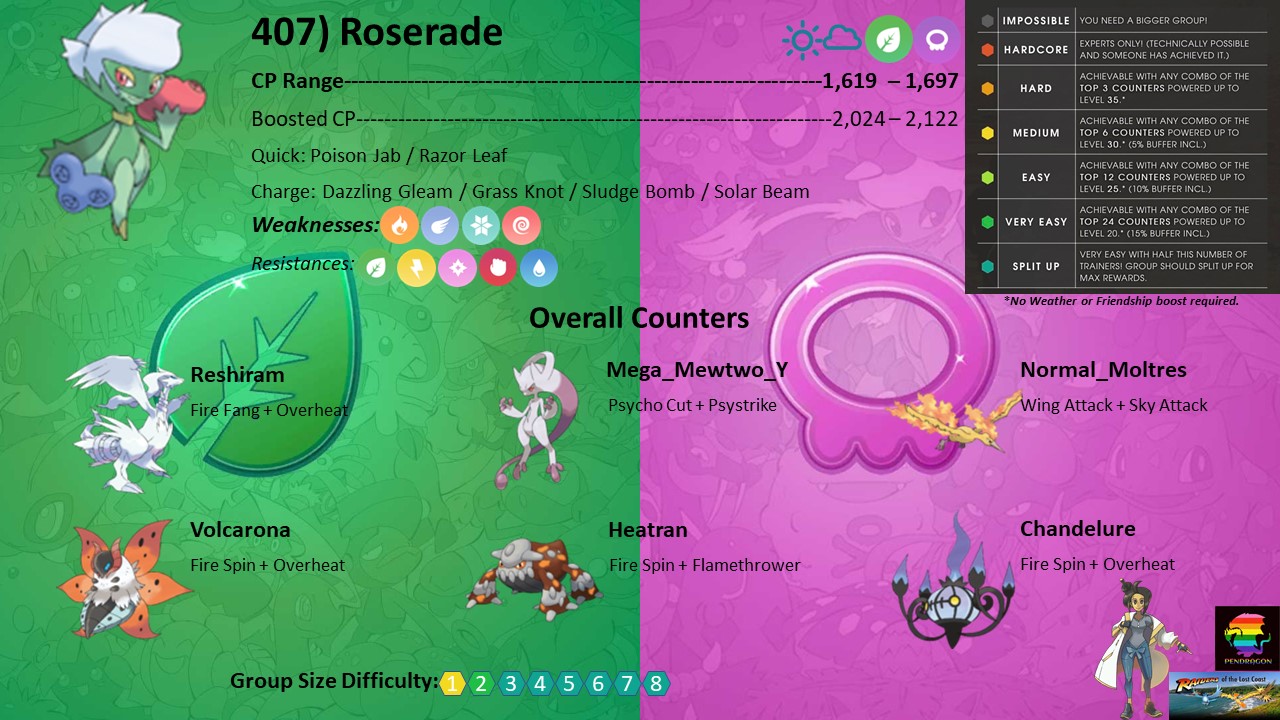 407) Roserade
CP Range----------1,619 – 1,697
Boosted CP----------2,024 – 2,122
Quick: Poison Jab / Razor Leaf
Charge: Dazzling Gleam / Grass Knot / Sludge Bomb / Solar Beam
Weaknesses:
Resistances:
IMPOSSIBLE YOU NEED A BIGGER GROUP!
HARDCORE EXPERTS ONLY! (TECHNICALLY POSSIBLE
AND SOMEONE HAS ACHIEVED IT.)
HARD ACHIEVABLE WITH ANY COMBO OF THE
TOP 3 COUNTERS POWERED UP TO
LEVEL 35.*
MEDIUM ACHIEVABLE WITH ANY COMBO OF THE
TOP 6 COUNTERS POWERED UP TO
LEVEL 30.* (5% BUFFER INCL.)
EASY ACHIEVABLE WITH ANY COMBO OF THE
TOP 12 COUNTERS POWERED UP TO
LEVEL 25.* (10% BUFFER INCL.)
VERY EASY ACHIEVABLE WITH ANY COMBO OF THE
TOP 24 COUNTERS POWERED UP TO
LEVEL 20.* (15% BUFFER INCL.)
SPLIT UP VERY EASY WITH HALF THIS NUMBER OF
TRAINERS! GROUP SHOULD SPLIT UP FOR
MAX REWARDS.
*No Weather or Friendship boost required.
Overall Counters
Reshiram
Fire Fang + Overheat
Mega_Mewtwo_Y
Psycho Cut + Psystrike
Normal_Moltres
Wing Attack + Sky Attack
Volcarona
Fire Spin + Overheat
Heatran
Fire Spin + Flamethrower
Chandelure
Fire Spin + Overheat
Group Size Difficulty: 1 2 3 4 5 6 7 8
PENDRAGON
RAIDERS of the Lost Coast